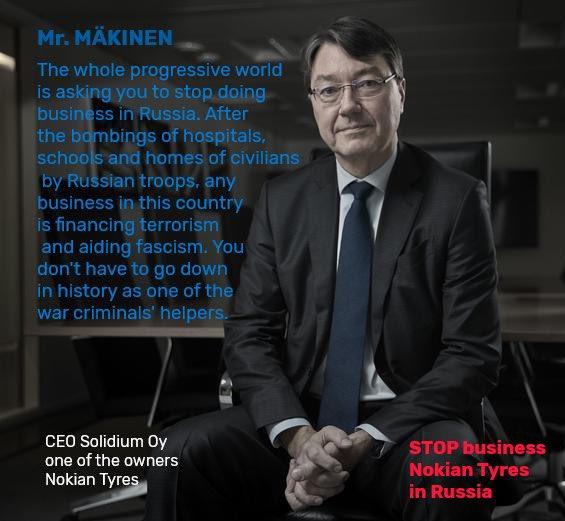 Mr. MÄKINEN
The whole progressive world
is asking you to stop doing
business in Russia. After
the bombings of hospitals,
schools and homes of civilians
by Russian troops, any
business in this country
is financing terrorism
and aiding fascism. You
don't have to go down
in history as one of the
war criminals' helpers.
CEO Solidium Oy
one of the owners
Nokian Tyres
STOP business
Nokian Tyres
in Russia